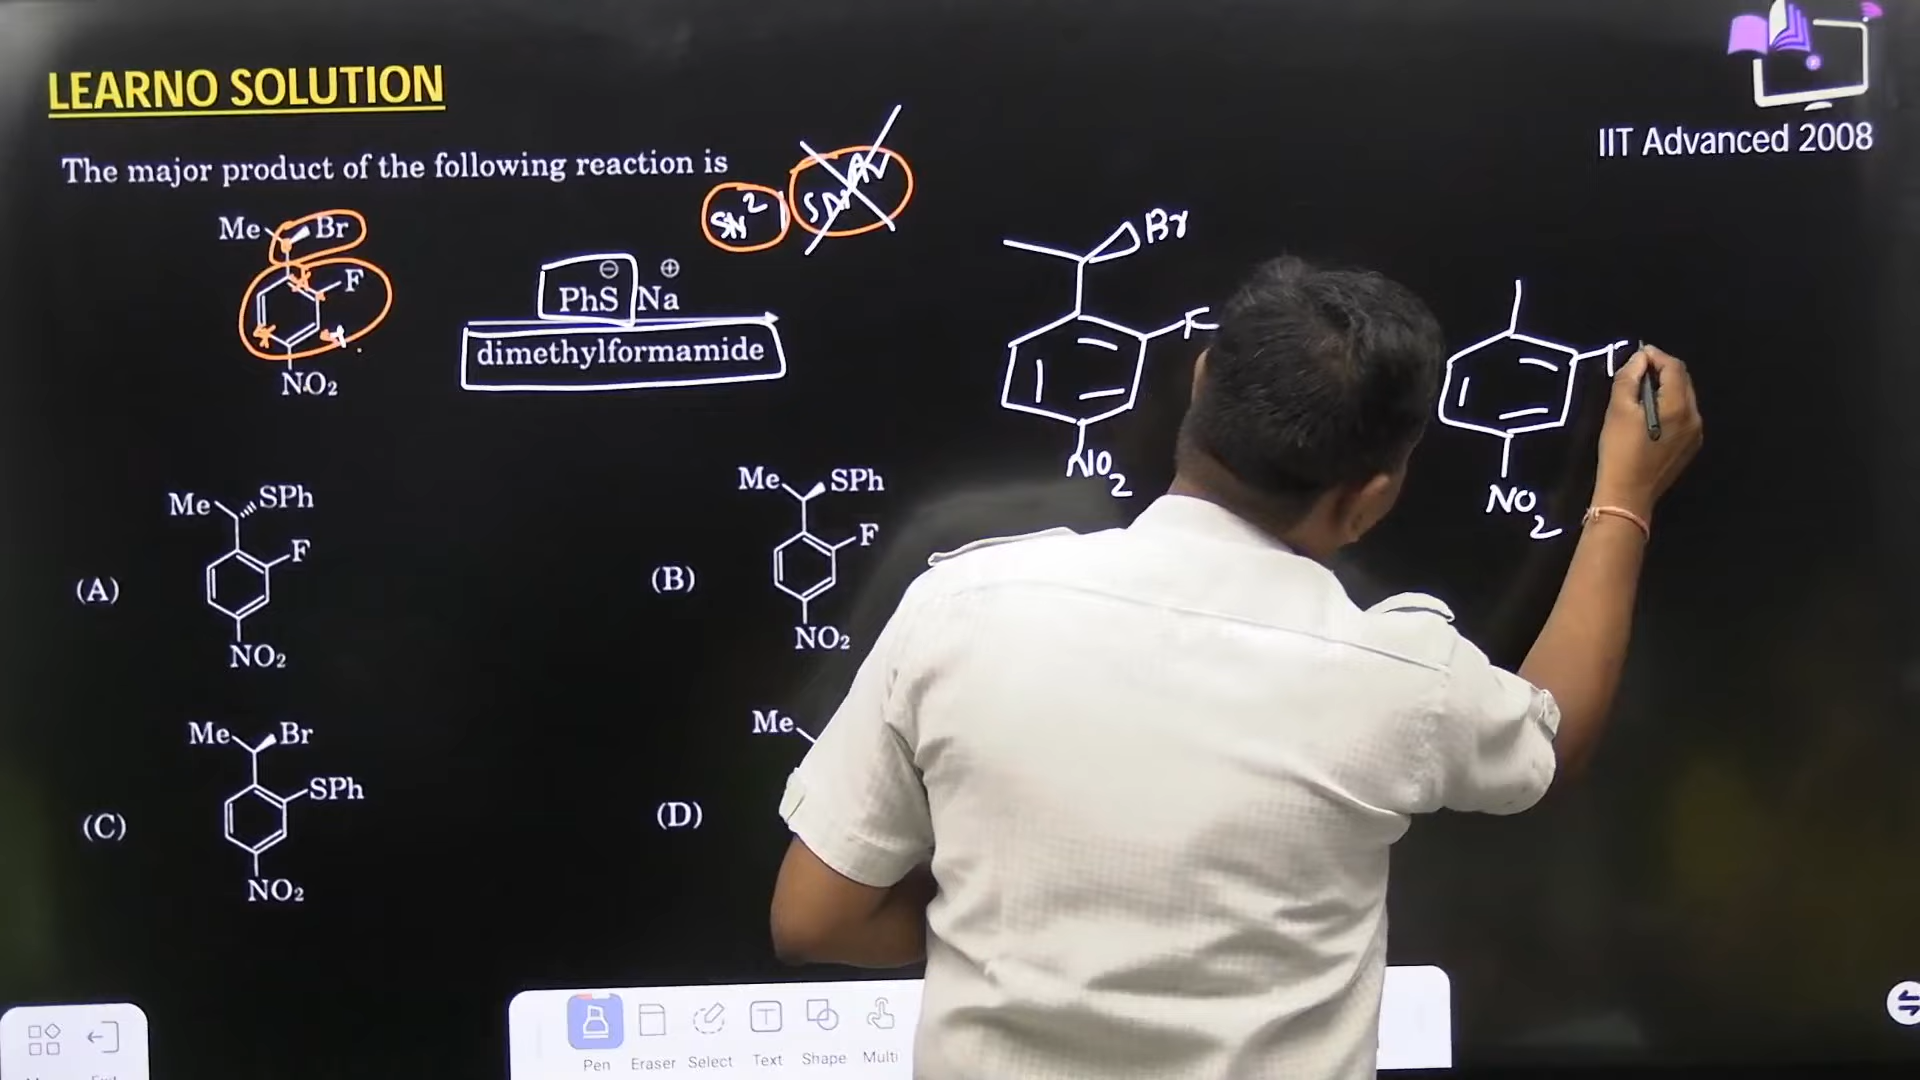 LEARNO SOLUTION
IIT Advanced 2008
The major product of the following reaction is
SN2
Me Br
F
NO2
PhS Na
⊖ ⊕
dimethylformamide
Br
F
NO2
F
NO2
(A)
Me SPh
F
NO2
(B)
Me SPh
F
NO2
(C)
Me Br
SPh
NO2
(D)
Me
Pen Eraser Select Text Shape Multi